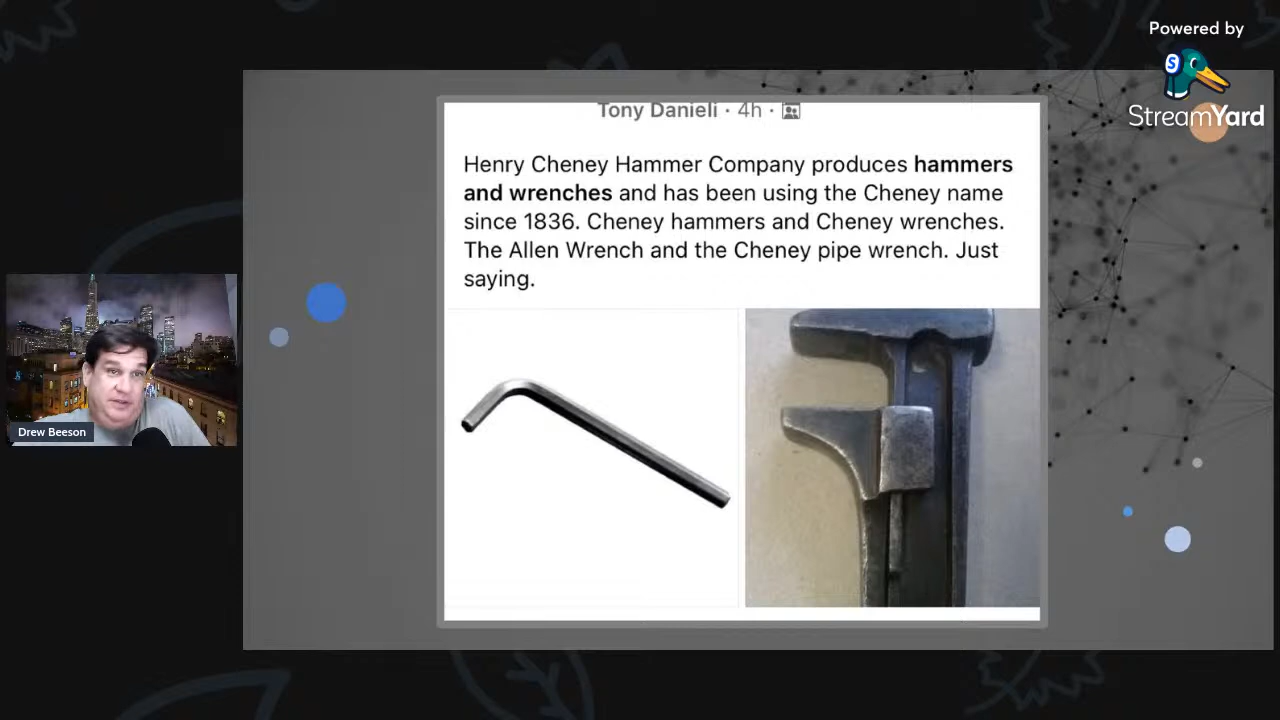 Powered by
S
StreamYard
Tony Danieli · 4h ·
Henry Cheney Hammer Company produces hammers
and wrenches and has been using the Cheney name
since 1836. Cheney hammers and Cheney wrenches.
The Allen Wrench and the Cheney pipe wrench. Just
saying.
Drew Beeson